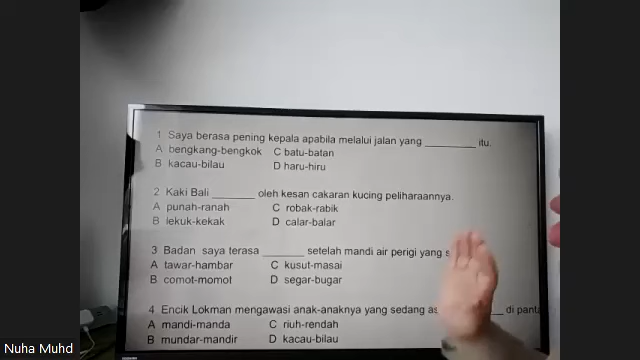 1 Saya berasa pening kepala apabila melalui jalan yang ________ itu.
A bengkang-bengkok C batu-batan
B kacau-bilau D haru-hiru
2 Kaki Bali _______ oleh kesan cakaran kucing peliharaannya.
A punah-ranah C robak-rabik
B lekuk-kekak D calar-balar
3 Badan saya terasa _______ setelah mandi air perigi yang
A tawar-hambar C kusut-masai
B comot-momot D segar-bugar
4 Encik Lokman mengawasi anak-anaknya yang sedang __ di
A mandi-manda C riuh-rendah
B mundar-mandir D kacau-bilau
Nuha Muhd